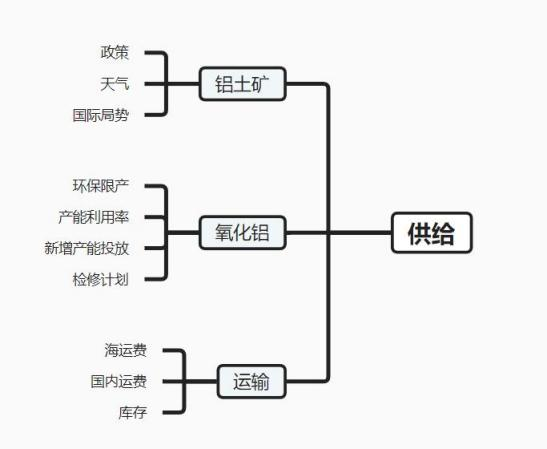 政策
天气
国际局势
铝土矿
环保限产
产能利用率
新增产能投放
检修计划
氧化铝
供给
海运费
国内运费
库存
运输